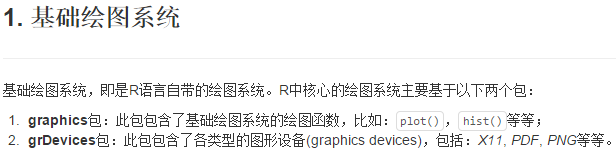 1. 基础绘图系统
基础绘图系统，即是R语言自带的绘图系统。R中核心的绘图系统主要基于以下两个包：
1. graphics包：此包包含了基础绘图系统的绘图函数，比如：plot()，hist()等等；
2. grDevices包：此包包含了各类型的图形设备(graphics devices)，包括：X11, PDF, PNG等等。